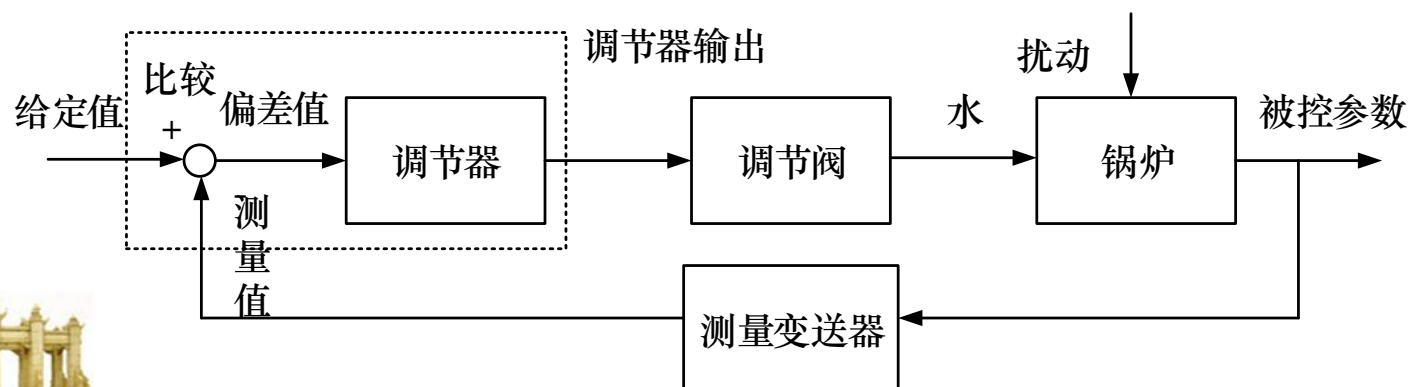 调节器输出
扰动
比较
给定值
+
偏差值
水
被控参数
调节器
调节阀
锅炉
测量值
测量变送器